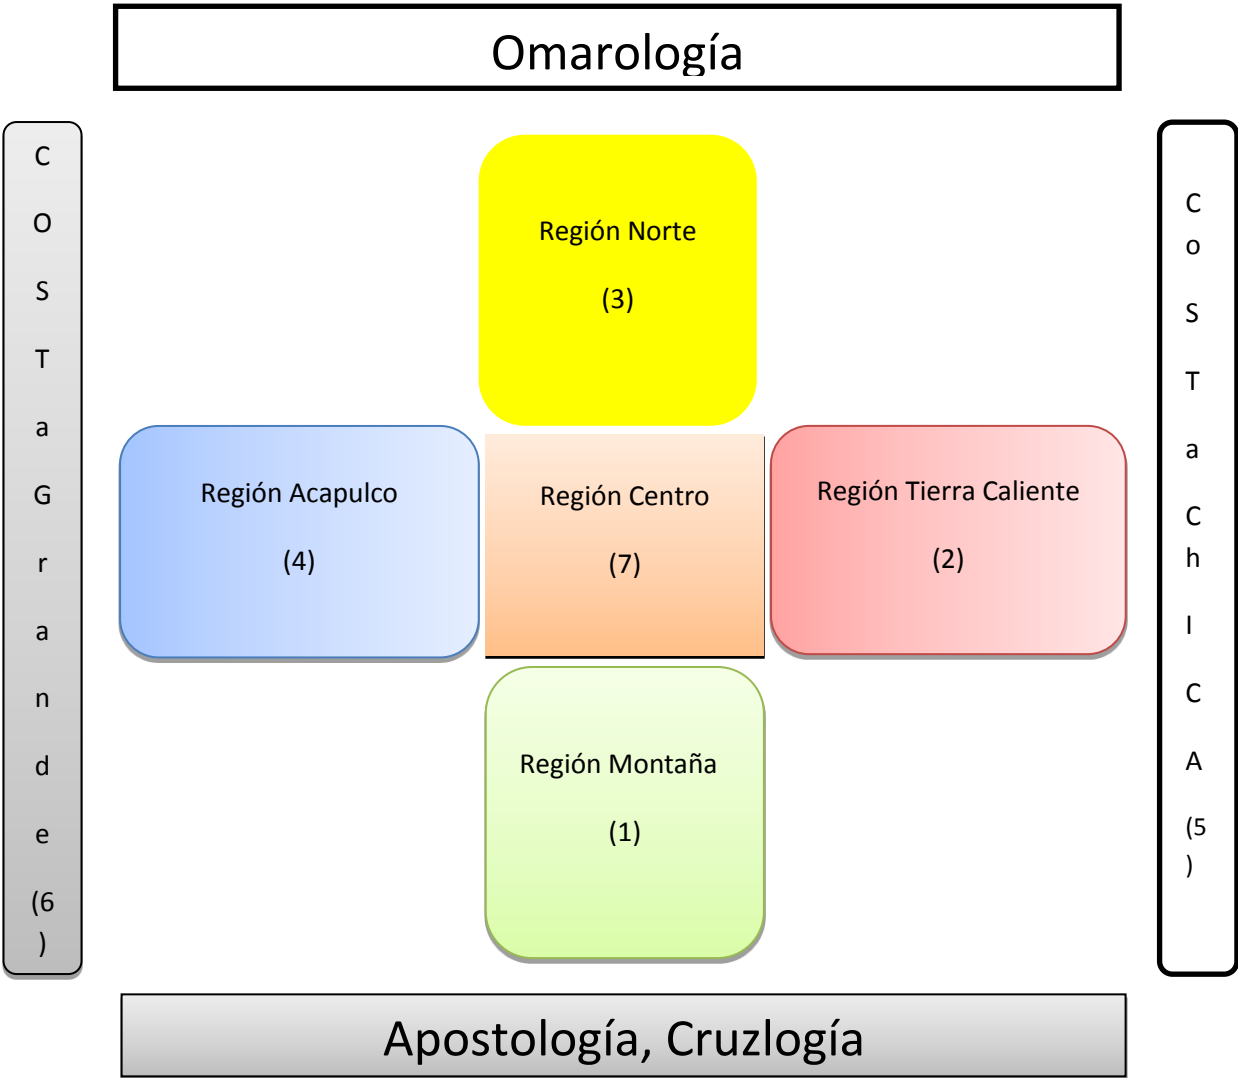 Omarología
C
O
S
T
a
G
r
a
n
d
e
(6
)
Región Norte
(3)
Región Acapulco
(4)
Región Centro
(7)
Región Tierra Caliente
(2)
Región Montaña
(1)
C
o
S
T
a
C
h
I
C
A
(5
)
Apostología, Cruzlogía